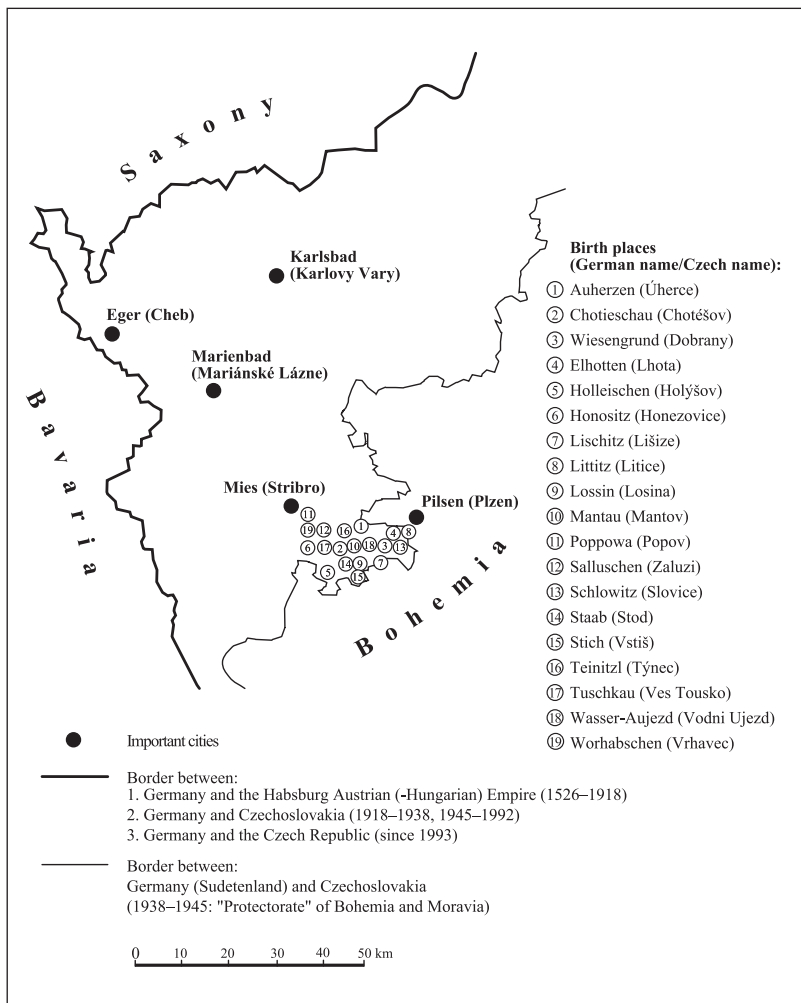 Saxony
Karlsbad
(Karlovy Vary)
Eger (Cheb)
Marienbad
(Mariánské Lázne)
Bavaria
Mies (Stribro)
Pilsen (Plzen)
Bohemia
11
1
19 12 16 4 8
6 17 2 10 18 3 13
14 9 7
5 15
Birth places
(German name/Czech name):
1 Auherzen (Úherce)
2 Chotieschau (Chotéšov)
3 Wiesengrund (Dobrany)
4 Elhotten (Lhota)
5 Holleischen (Holýšov)
6 Honositz (Honezovice)
7 Lischitz (Lišize)
8 Littitz (Litice)
9 Lossin (Losina)
10 Mantau (Mantov)
11 Poppowa (Popov)
12 Salluschen (Zaluzi)
13 Schlowitz (Slovice)
14 Staab (Stod)
15 Stich (Vstiš)
16 Teinitzl (Týnec)
17 Tuschkau (Ves Tousko)
18 Wasser-Aujezd (Vodni Ujezd)
19 Worhabschen (Vrhavec)
Important cities
Border between:
1. Germany and the Habsburg Austrian (-Hungarian) Empire (1526–1918)
2. Germany and Czechoslovakia (1918–1938, 1945–1992)
3. Germany and the Czech Republic (since 1993)
Border between:
Germany (Sudetenland) and Czechoslovakia
(1938–1945: "Protectorate" of Bohemia and Moravia)
0 10 20 30 40 50 km